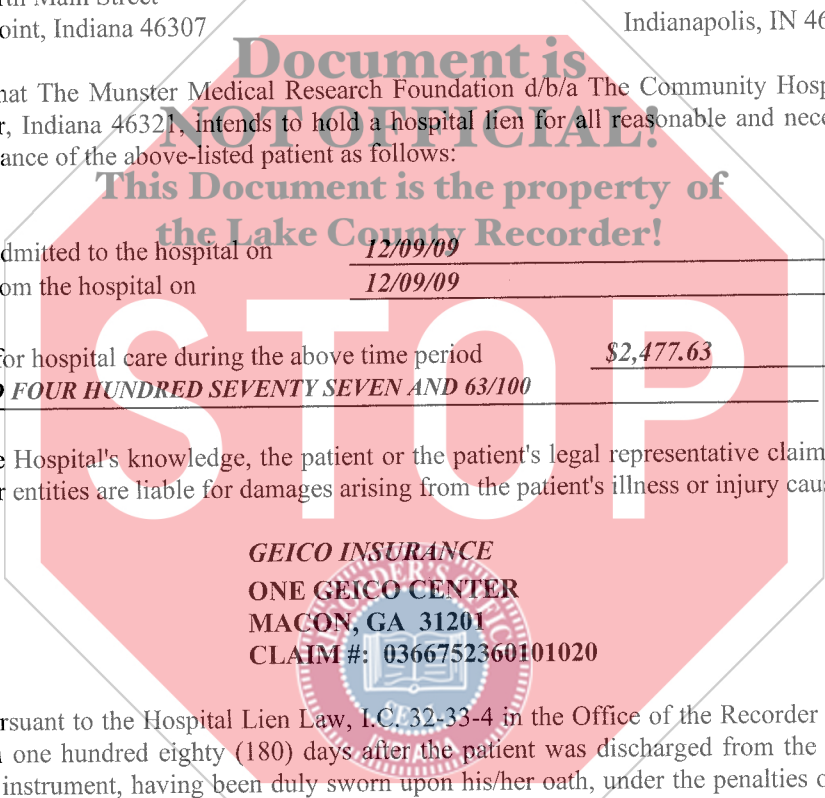 th Main Street
oint, Indiana 46307
Indianapolis, IN 46
Document is
hat The Munster Medical Research Foundation d/b/a The Community Hosp
NOT OFFICIAL!
r, Indiana 46321, intends to hold a hospital lien for all reasonable and nece
ance of the above-listed patient as follows:
This Document is the property of
the Lake County Recorder!
dmitted to the hospital on 12/09/09
om the hospital on 12/09/09
STOP
for hospital care during the above time period $2,477.63
FOUR HUNDRED SEVENTY SEVEN AND 63/100
e Hospital's knowledge, the patient or the patient's legal representative claim
r entities are liable for damages arising from the patient's illness or injury cau
GEICO INSURANCE
ONE GEICO CENTER
MACON, GA 31201
CLAIM #: 0366752360101020
RECORDER'S OFFIC
SEAL
rsuant to the Hospital Lien Law, I.C. 32-33-4 in the Office of the Recorder
one hundred eighty (180) days after the patient was discharged from the
instrument, having been duly sworn upon his/her oath, under the penalties o